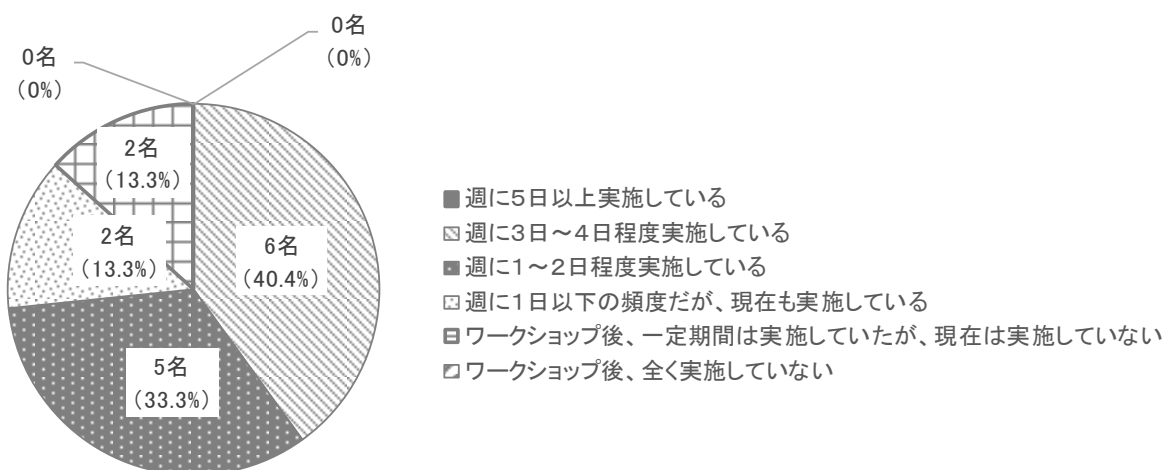 0名
(0%)
0名
(0%)
2名
(13.3%)
2名
(13.3%)
6名
(40.4%)
5名
(33.3%)
週に5日以上実施している
週に3日～4日程度実施している
週に1～2日程度実施している
週に1日以下の頻度だが、現在も実施している
ワークショップ後、一定期間は実施していたが、現在は実施していない
ワークショップ後、全く実施していない